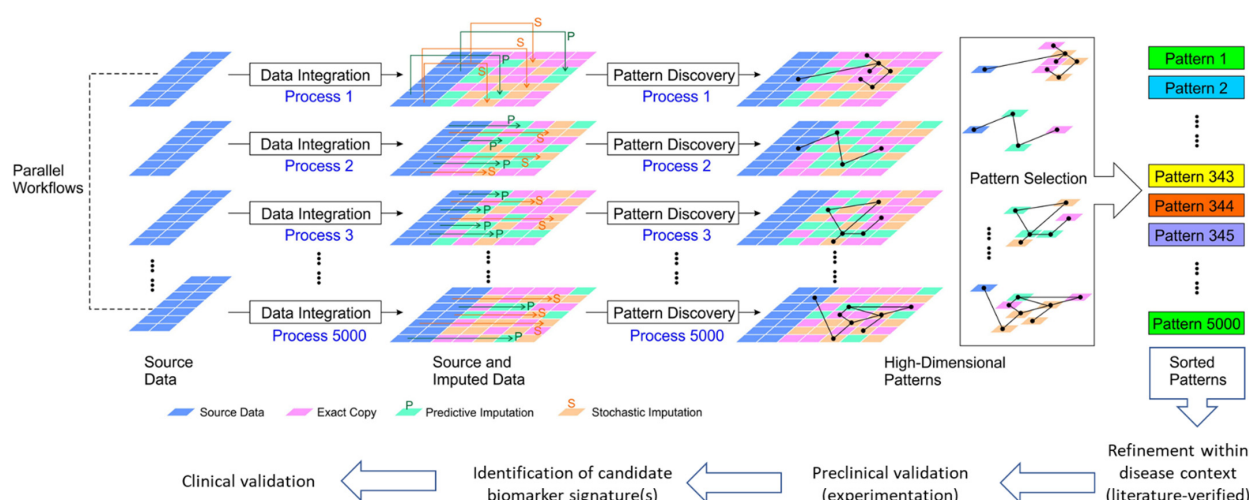 S
S
P
P
S
Data Integration
Process 1
Pattern Discovery
Process 1
Pattern 1
Pattern 2
P
S
P
S
P
S
Data Integration
Process 2
Pattern Discovery
Process 2
Parallel
Workflows
Pattern Selection
Pattern 343
Pattern 344
Pattern 345
P
P
S
P
P
S
Data Integration
Process 3
Pattern Discovery
Process 3
S
P
S
S
P
Data Integration
Process 5000
Pattern Discovery
Process 5000
Pattern 5000
Source
Data
Source and
Imputed Data
High-Dimensional
Patterns
Sorted
Patterns
Source Data
Exact Copy
P
Predictive Imputation
S
Stochastic Imputation
Clinical validation
Identification of candidate
biomarker signature(s)
Preclinical validation
(experimentation)
Refinement within
disease context
(literature-verified)